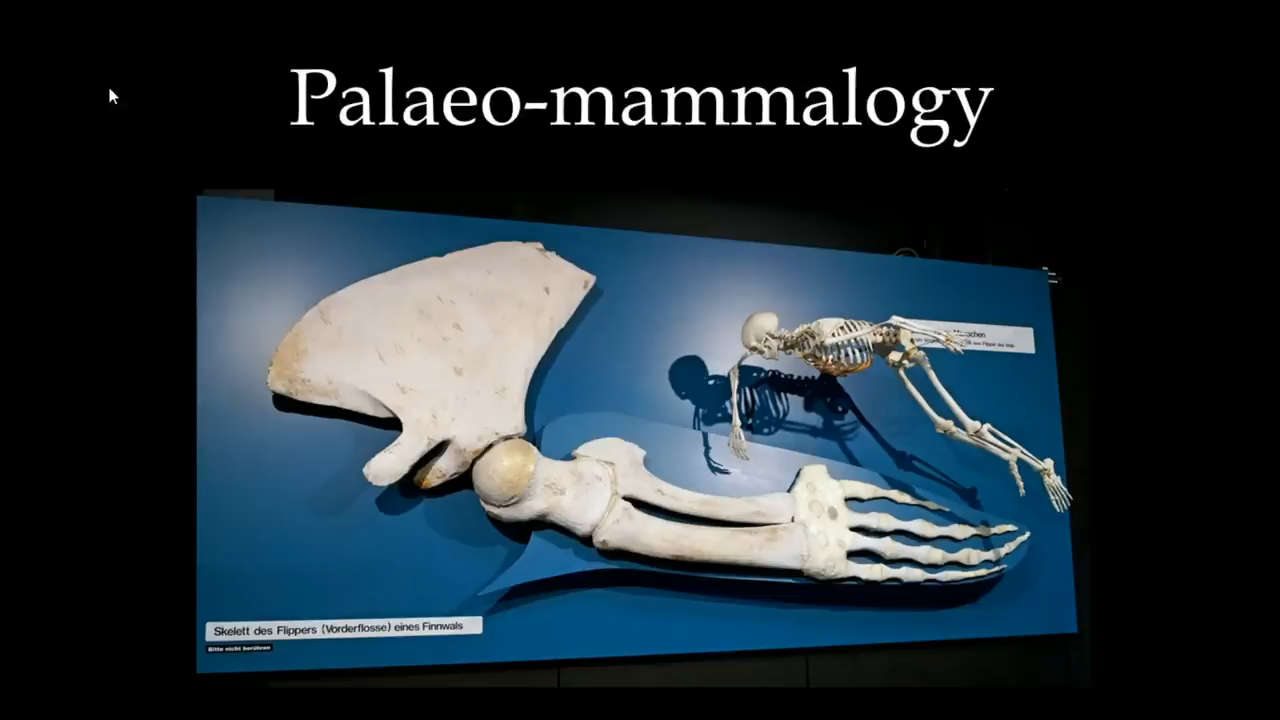 Palaeo-mammalogy
Skelett des Flippers (Vorderflosse) eines Finnwals
Bitte nicht berühren